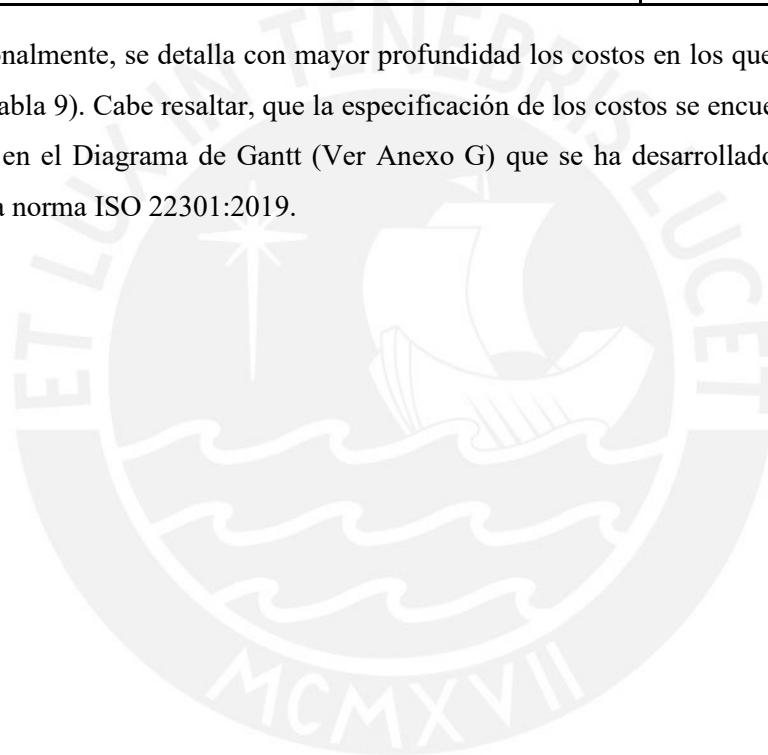 onalmente, se detalla con mayor profundidad los costos en los que
abla 9). Cabe resaltar, que la especificación de los costos se encue
en el Diagrama de Gantt (Ver Anexo G) que se ha desarrollado
a norma ISO 22301:2019.
ET LUX IN TENEBRIS LUCET
MCMXVII